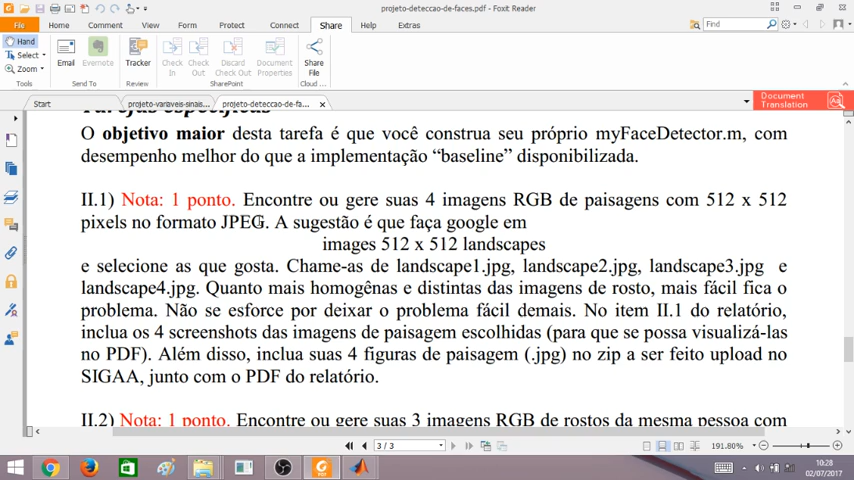 projeto-deteccao-de-faces.pdf - Foxit Reader
File Home Comment View Form Protect Connect Share Help Extras
Find
Hand
Select
Zoom
Email
Evernote
Tracker
Check In
Check Out
Discard Check Out
Document Properties
Share File
Tools
Send To
Review
SharePoint
Cloud ...
Start
projeto-variaveis-sinais...
projeto-deteccao-de-fa...
Document Translation
Tarefas específicas
O objetivo maior desta tarefa é que você construa seu próprio myFaceDetector.m, com
desempenho melhor do que a implementação “baseline” disponibilizada.
II.1) Nota: 1 ponto. Encontre ou gere suas 4 imagens RGB de paisagens com 512 x 512
pixels no formato JPEG. A sugestão é que faça google em
images 512 x 512 landscapes
e selecione as que gosta. Chame-as de landscape1.jpg, landscape2.jpg, landscape3.jpg e
landscape4.jpg. Quanto mais homogênas e distintas das imagens de rosto, mais fácil fica o
problema. Não se esforce por deixar o problema fácil demais. No item II.1 do relatório,
inclua os 4 screenshots das imagens de paisagem escolhidas (para que se possa visualizá-las
no PDF). Além disso, inclua suas 4 figuras de paisagem (.jpg) no zip a ser feito upload no
SIGAA, junto com o PDF do relatório.
II.2) Nota: 1 ponto. Encontre ou gere suas 3 imagens RGB de rostos da mesma pessoa com
3 / 3
191.80%
10:28
02/07/2017